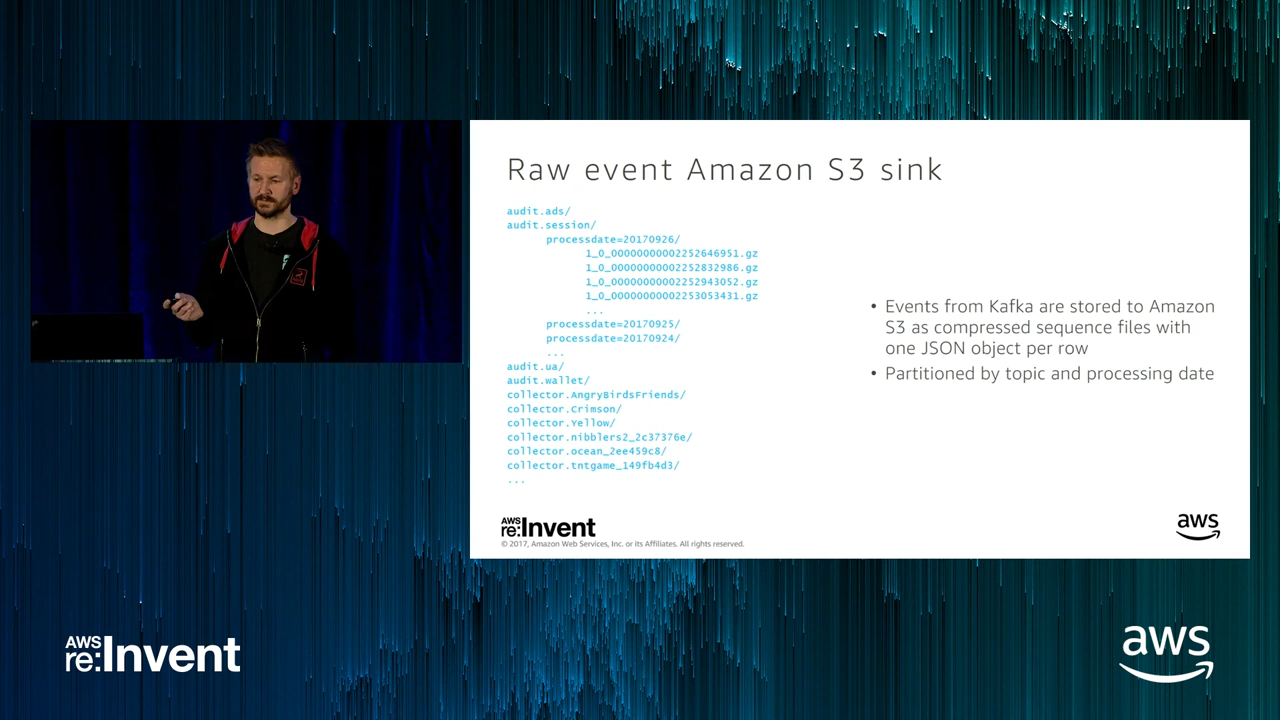 Raw event Amazon S3 sink
audit.ads/
audit.session/
processdate=20170926/
1_0_00000000002252646951.gz
1_0_00000000002252832986.gz
1_0_00000000002252943052.gz
1_0_00000000002253053431.gz
...
processdate=20170925/
processdate=20170924/
...
audit.ua/
audit.wallet/
collector.AngryBirdsFriends/
collector.Crimson/
collector.Yellow/
collector.nibblers2_2c37376e/
collector.ocean_2ee459c8/
collector.tntgame_149fb4d3/
...
• Events from Kafka are stored to Amazon
S3 as compressed sequence files with
one JSON object per row
• Partitioned by topic and processing date
AWS
re:Invent
© 2017, Amazon Web Services, Inc. or its Affiliates. All rights reserved.
aws
AWS
re:Invent
aws